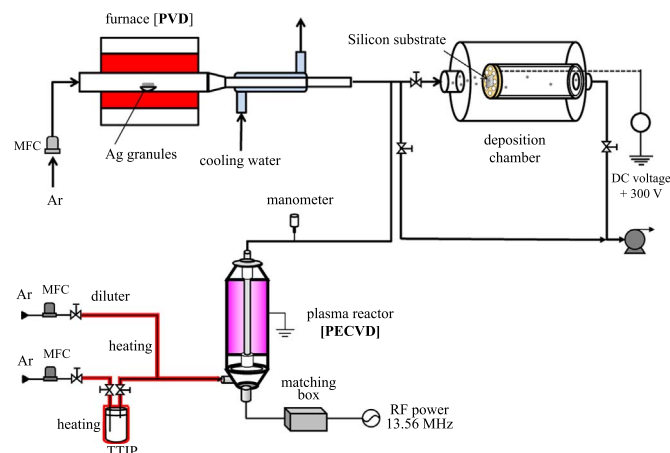 furnace [PVD]
Silicon substrate
MFC
Ag granules
cooling water
deposition
chamber
Ar
DC voltage
+ 300 V
manometer
Ar
MFC
diluter
plasma reactor
[PECVD]
heating
Ar
MFC
matching
box
RF power
13.56 MHz
heating
TTIP